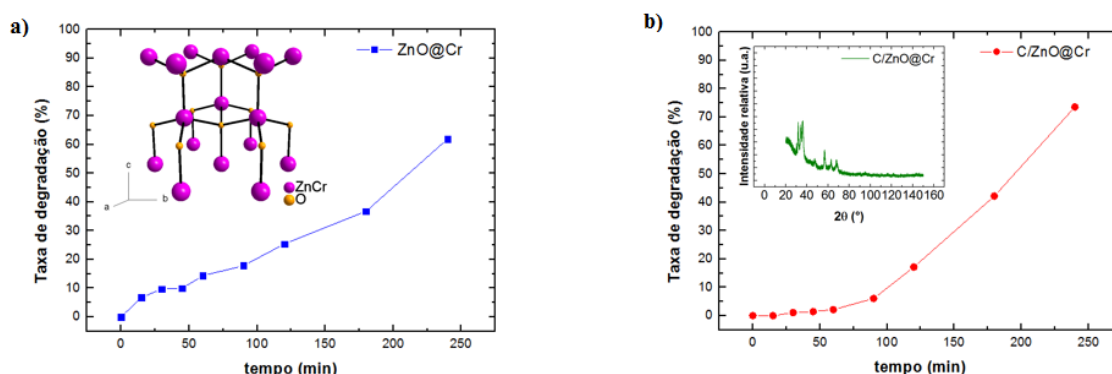 a)
Taxa de degradação (%)
100
90
80
70
60
50
40
30
20
10
0
0 50 100 150 200 250
tempo (min)
ZnO@Cr
c
a
b
ZnCr
O
b)
Taxa de degradação (%)
100
90
80
70
60
50
40
30
20
10
0
0 50 100 150 200 250
tempo (min)
C/ZnO@Cr
Intensidade relativa (u.a.)
C/ZnO@Cr
0 20 40 60 80 100 120 140 160
2θ (°)